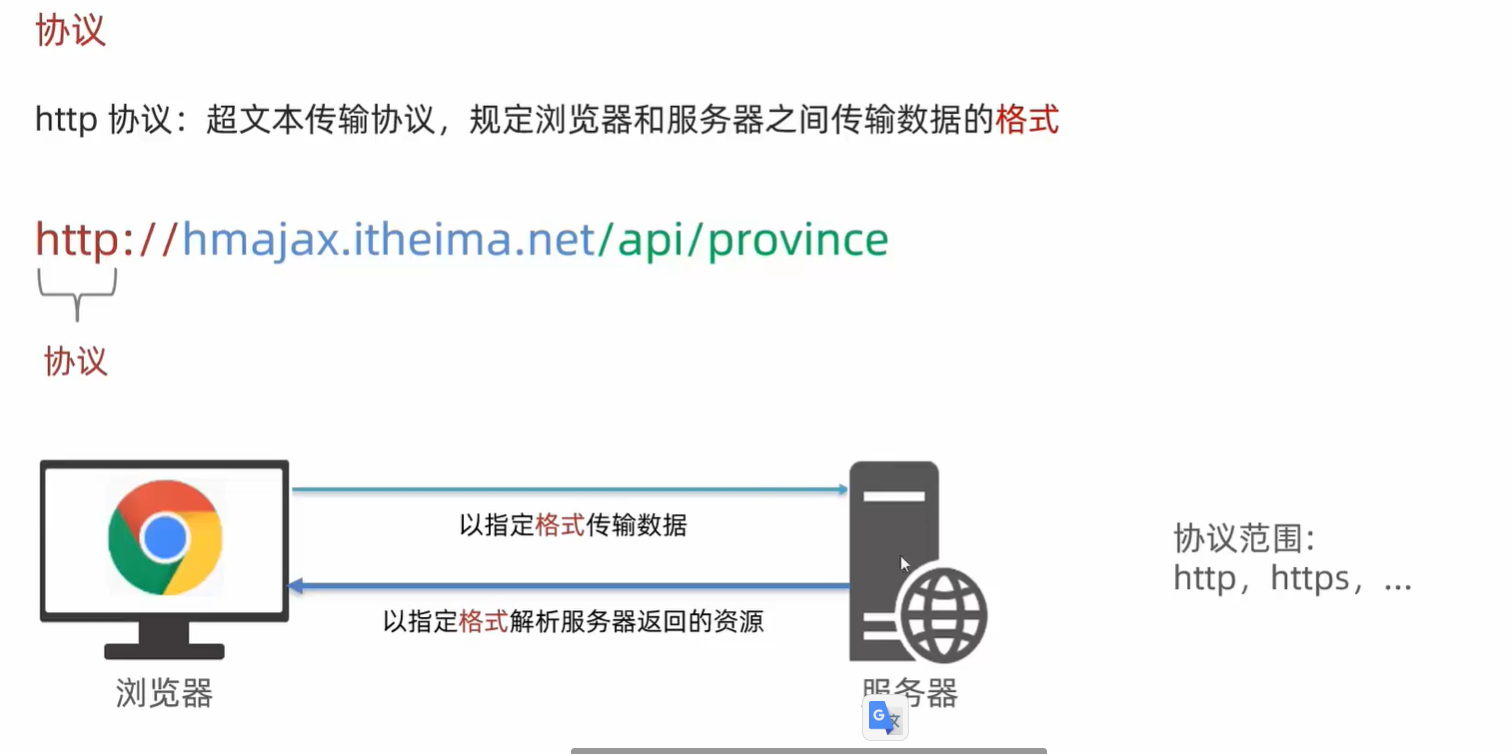 协议
http 协议：超文本传输协议，规定浏览器和服务器之间传输数据的格式
http://hmajax.itheima.net/api/province
协议
以指定格式传输数据
以指定格式解析服务器返回的资源
协议范围：
http，https，...
浏览器
服务器
G 文